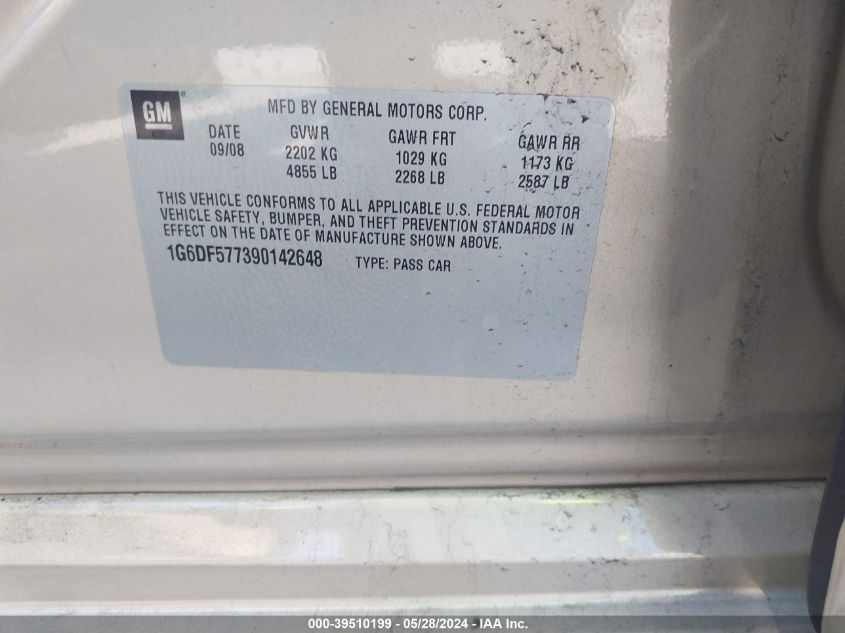 GM
MFD BY GENERAL MOTORS CORP.
DATE GVWR GAWR FRT GAWR RR
09/08 2202 KG 1029 KG 1173 KG
4855 LB 2268 LB 2587 LB
THIS VEHICLE CONFORMS TO ALL APPLICABLE U.S. FEDERAL MOTOR
VEHICLE SAFETY, BUMPER, AND THEFT PREVENTION STANDARDS IN
EFFECT ON THE DATE OF MANUFACTURE SHOWN ABOVE.
1G6DF577390142648 TYPE: PASS CAR
000-39510199 - 05/28/2024 - IAA Inc.